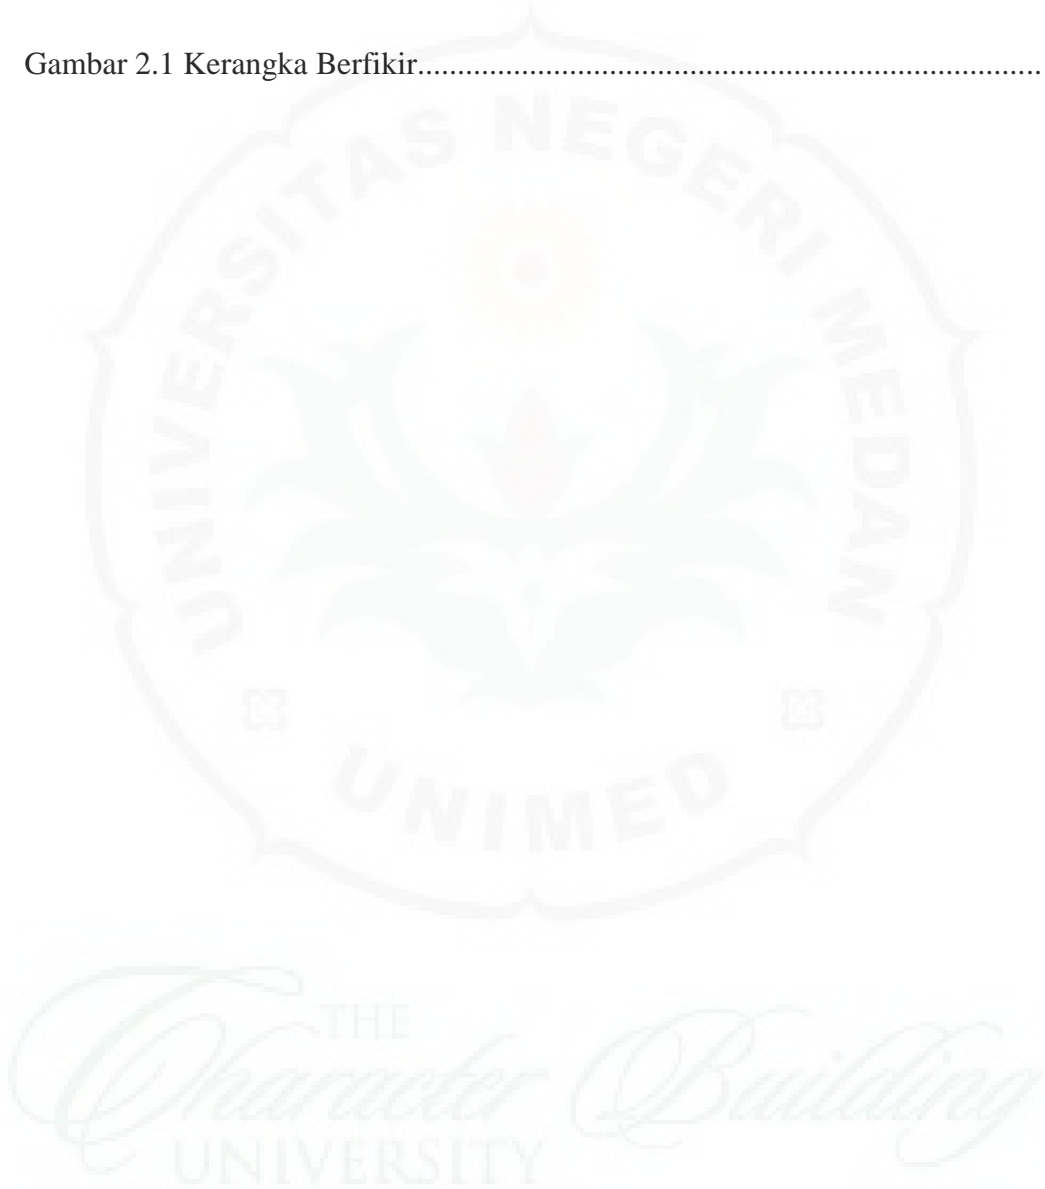 Gambar 2.1 Kerangka Berfikir............................................................................
UNIVERSITAS NEGERI MEDAN
UNIMED
THE
Character Building
UNIVERSITY